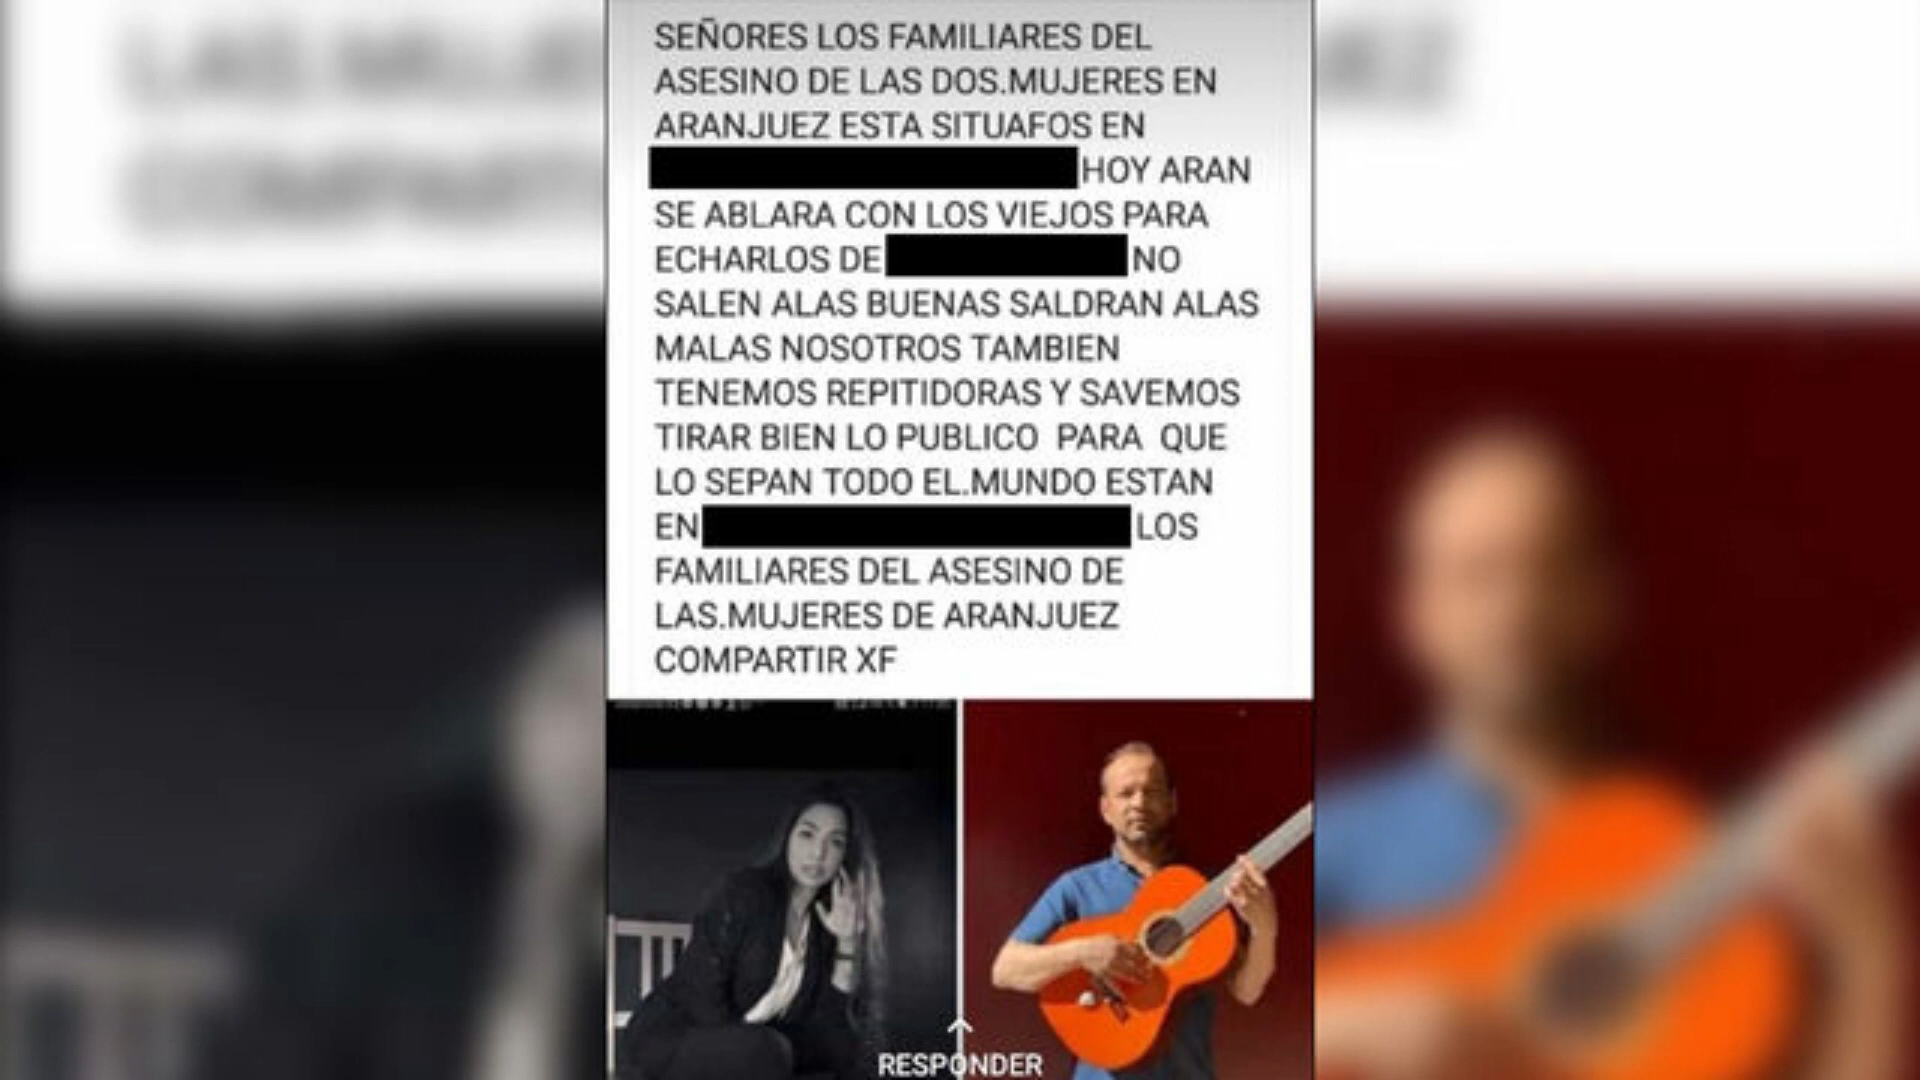 SEÑORES LOS FAMILIARES DEL
ASESINO DE LAS DOS.MUJERES EN
ARANJUEZ ESTA SITUAFOS EN
HOY ARAN
SE ABLARA CON LOS VIEJOS PARA
ECHARLOS DE NO
SALEN ALAS BUENAS SALDRAN ALAS
MALAS NOSOTROS TAMBIEN
TENEMOS REPITIDORAS Y SAVEMOS
TIRAR BIEN LO PUBLICO PARA QUE
LO SEPAN TODO EL.MUNDO ESTAN
EN LOS
FAMILIARES DEL ASESINO DE
LAS.MUJERES DE ARANJUEZ
COMPARTIR XF
RESPONDER